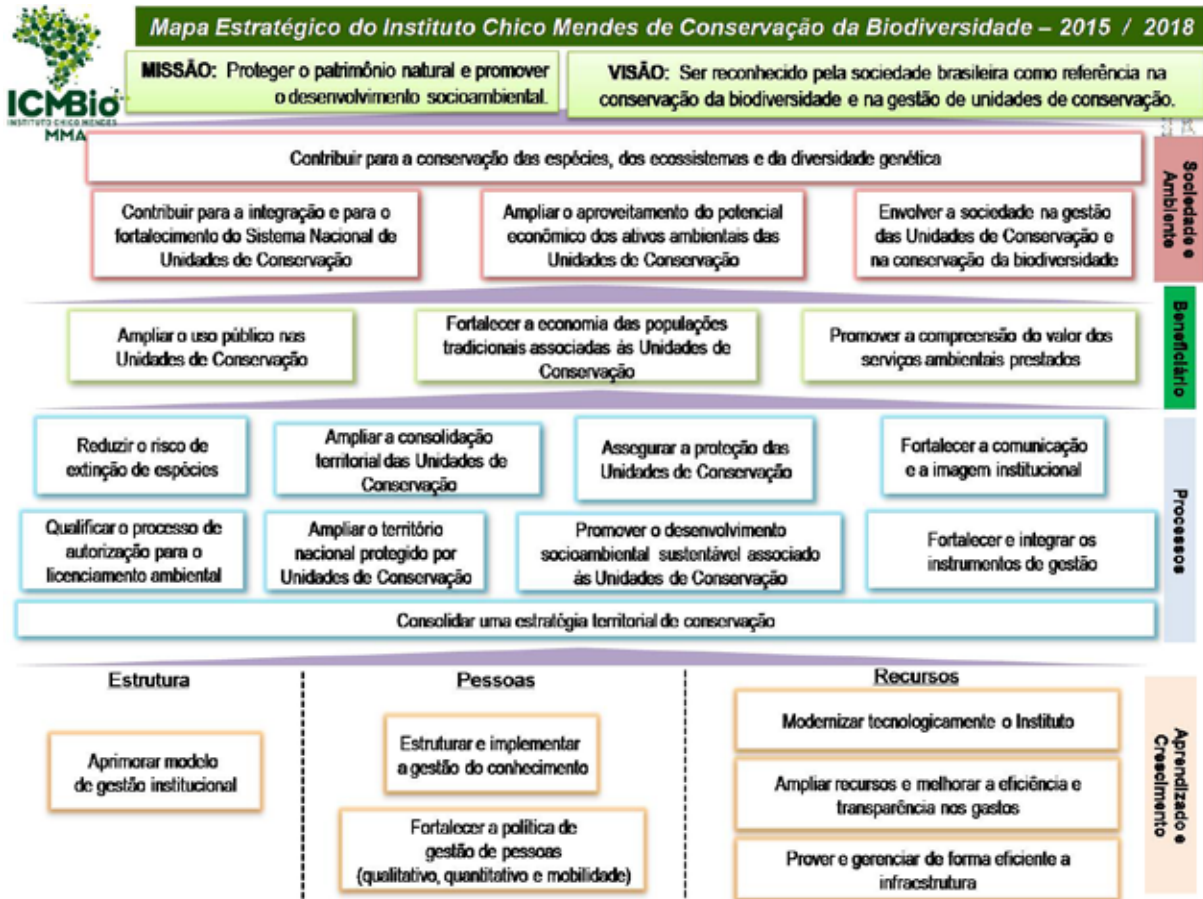 Mapa Estratégico do Instituto Chico Mendes de Conservação da Biodiversidade – 2015 / 2018
ICMBio
INSTITUTO CHICO MENDES
MMA
MISSÃO: Proteger o patrimônio natural e promover
o desenvolvimento socioambiental.
VISÃO: Ser reconhecido pela sociedade brasileira como referência na
conservação da biodiversidade e na gestão de unidades de conservação.
Sociedade e
Ambiente
Contribuir para a conservação das espécies, dos ecossistemas e da diversidade genética
Contribuir para a integração e para o
fortalecimento do Sistema Nacional de
Unidades de Conservação
Ampliar o aproveitamento do potencial
econômico dos ativos ambientais das
Unidades de Conservação
Envolver a sociedade na gestão
das Unidades de Conservação e
na conservação da biodiversidade
Beneficiário
Ampliar o uso público nas
Unidades de Conservação
Fortalecer a economia das populações
tradicionais associadas às Unidades de
Conservação
Promover a compreensão do valor dos
serviços ambientais prestados
Processos
Reduzir o risco de
extinção de espécies
Ampliar a consolidação
territorial das Unidades de
Conservação
Assegurar a proteção das
Unidades de Conservação
Fortalecer a comunicação
e a imagem institucional
Qualificar o processo de
autorização para o
licenciamento ambiental
Ampliar o território
nacional protegido por
Unidades de Conservação
Promover o desenvolvimento
socioambiental sustentável associado
às Unidades de Conservação
Fortalecer e integrar os
instrumentos de gestão
Consolidar uma estratégia territorial de conservação
Aprendizado e
Crescimento
Estrutura
Aprimorar modelo
de gestão institucional
Pessoas
Estruturar e implementar
a gestão do conhecimento
Fortalecer a política de
gestão de pessoas
(qualitativo, quantitativo e mobilidade)
Recursos
Modernizar tecnologicamente o Instituto
Ampliar recursos e melhorar a eficiência e
transparência nos gastos
Prover e gerenciar de forma eficiente a
infraestrutura